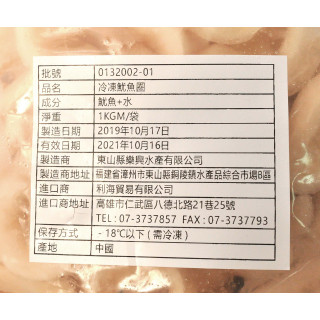 批號 0132002-01
品名 冷凍魷魚圈
成分 魷魚+水
淨重 1KGM/袋
製造日期 2019年10月17日
有效日期 2021年10月16日
製造商 東山縣樂興水產有限公司
製造商地址 福建省漳州市東山縣銅陵鎮水產品綜合市場B區
進口商 利海貿易有限公司
進口商地址 高雄市仁武區八德北路21巷25號
TEL: 07-3737857 FAX:07-3737793
保存方式 -18℃以下(需冷凍)
產地 中國